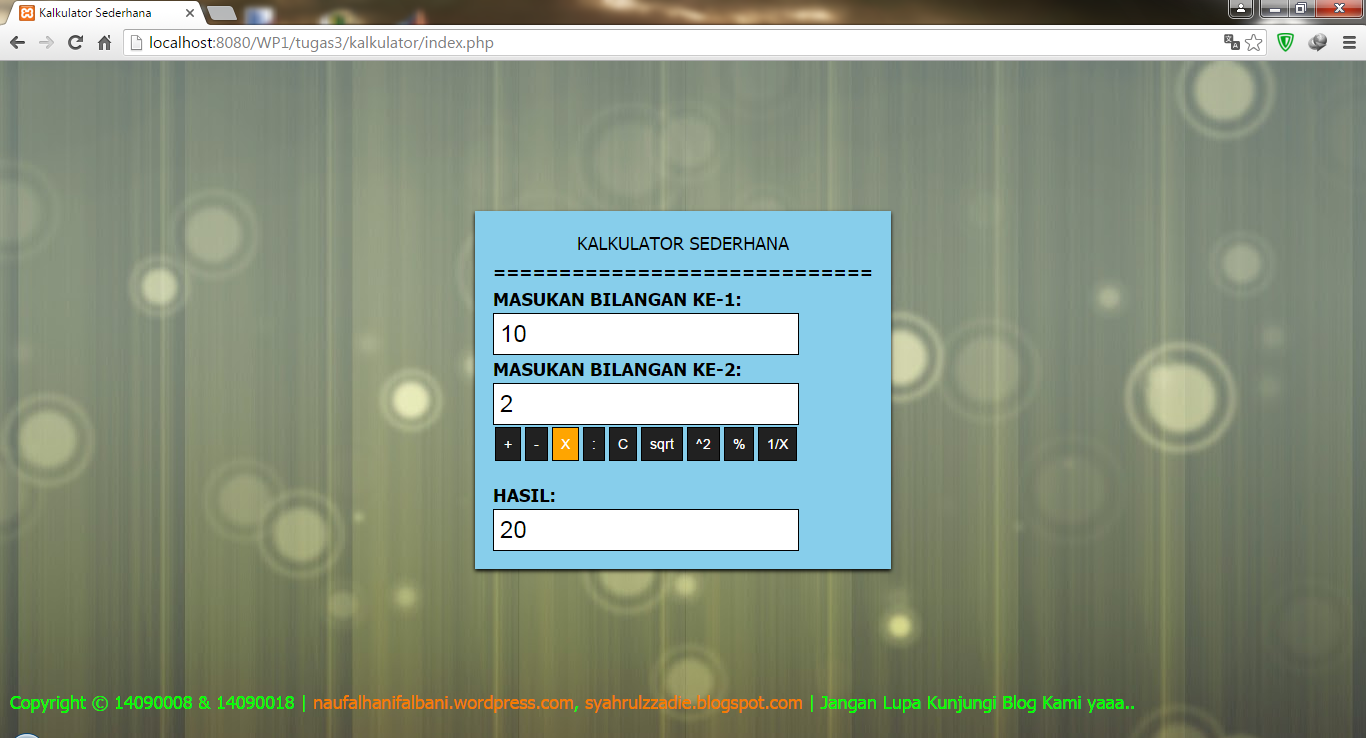 Kalkulator Sederhana
localhost:8080/WP1/tugas3/kalkulator/index.php
KALKULATOR SEDERHANA
==============================
MASUKAN BILANGAN KE-1:
10
MASUKAN BILANGAN KE-2:
2
+ - X : C sqrt ^2 % 1/X
HASIL:
20
Copyright © 14090008 & 14090018 | naufalhanifalbani.wordpress.com, syahrulzzadie.blogspot.com | Jangan Lupa Kunjungi Blog Kami yaaa..